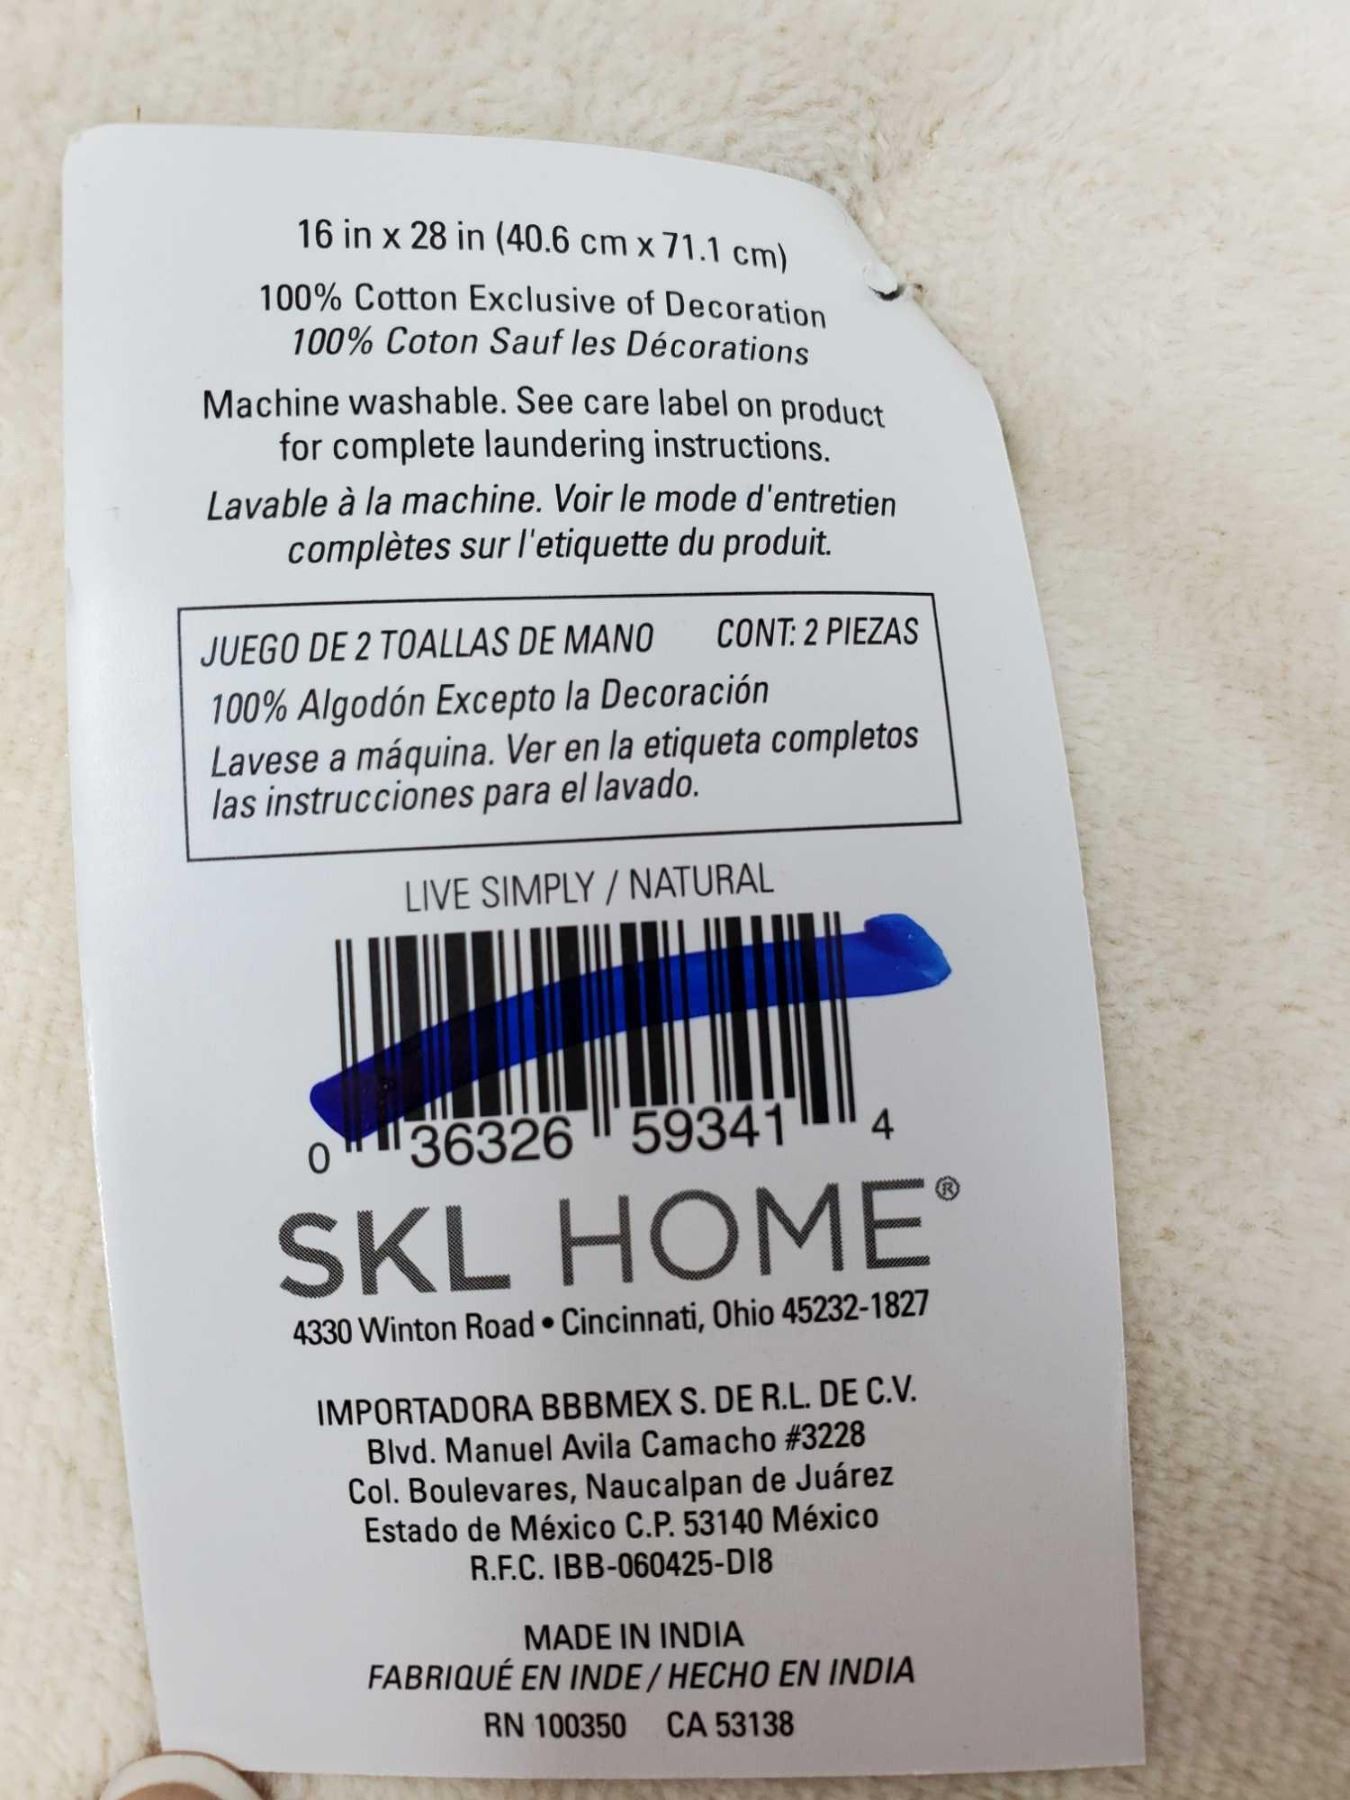 16 in x 28 in (40.6 cm x 71.1 cm)
100% Cotton Exclusive of Decoration
100% Coton Sauf les Décorations
Machine washable. See care label on product
for complete laundering instructions.
Lavable à la machine. Voir le mode d'entretien
complètes sur l'etiquette du produit.
JUEGO DE 2 TOALLAS DE MANO CONT: 2 PIEZAS
100% Algodón Excepto la Decoración
Lavese a máquina. Ver en la etiqueta completos
las instrucciones para el lavado.
LIVE SIMPLY / NATURAL
0 36326 59341 4
SKL HOME®
4330 Winton Road • Cincinnati, Ohio 45232-1827
IMPORTADORA BBBMEX S. DE R.L. DE C.V.
Blvd. Manuel Avila Camacho #3228
Col. Boulevares, Naucalpan de Juárez
Estado de México C.P. 53140 México
R.F.C. IBB-060425-DI8
MADE IN INDIA
FABRIQUÉ EN INDE / HECHO EN INDIA
RN 100350 CA 53138